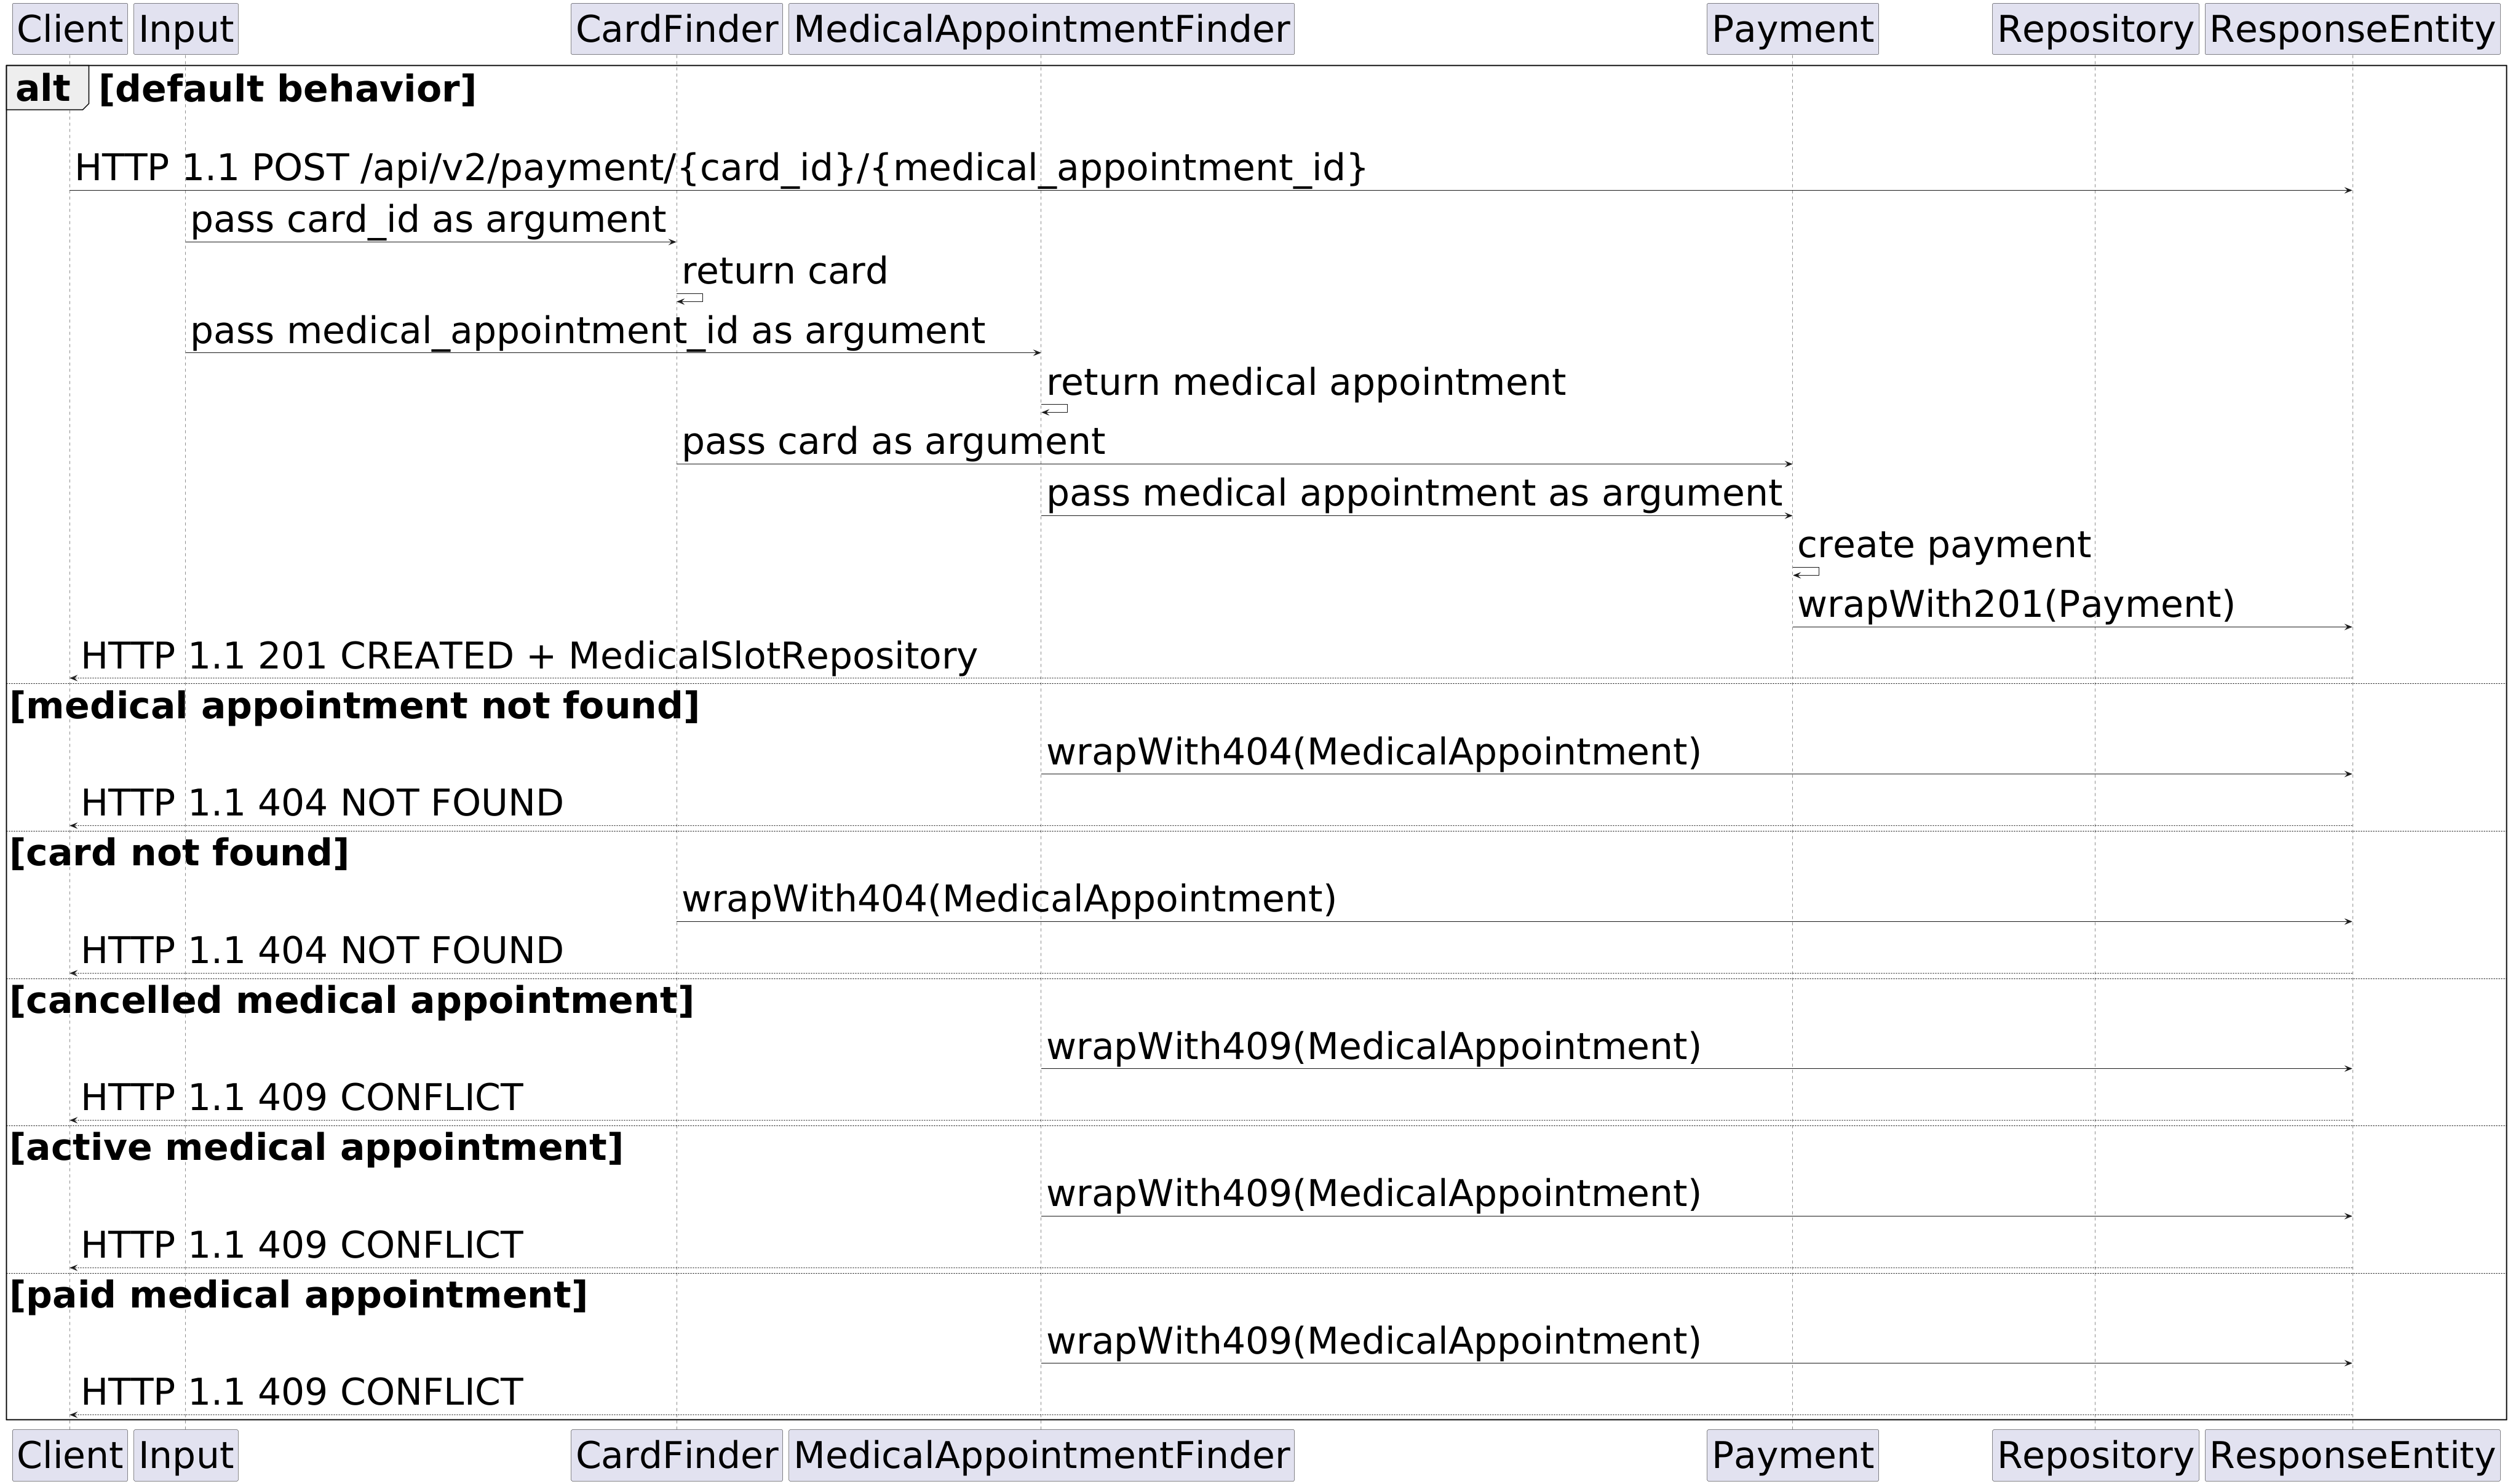 Client Input CardFinder MedicalAppointmentFinder Payment Repository ResponseEntity
alt [default behavior]
HTTP 1.1 POST /api/v2/payment/{card_id}/{medical_appointment_id}
pass card_id as argument
return card
pass medical_appointment_id as argument
return medical appointment
pass card as argument
pass medical appointment as argument
create payment
wrapWith201(Payment)
HTTP 1.1 201 CREATED + MedicalSlotRepository
[medical appointment not found]
wrapWith404(MedicalAppointment)
HTTP 1.1 404 NOT FOUND
[card not found]
wrapWith404(MedicalAppointment)
HTTP 1.1 404 NOT FOUND
[cancelled medical appointment]
wrapWith409(MedicalAppointment)
HTTP 1.1 409 CONFLICT
[active medical appointment]
wrapWith409(MedicalAppointment)
HTTP 1.1 409 CONFLICT
[paid medical appointment]
wrapWith409(MedicalAppointment)
HTTP 1.1 409 CONFLICT
Client Input CardFinder MedicalAppointmentFinder Payment Repository ResponseEntity